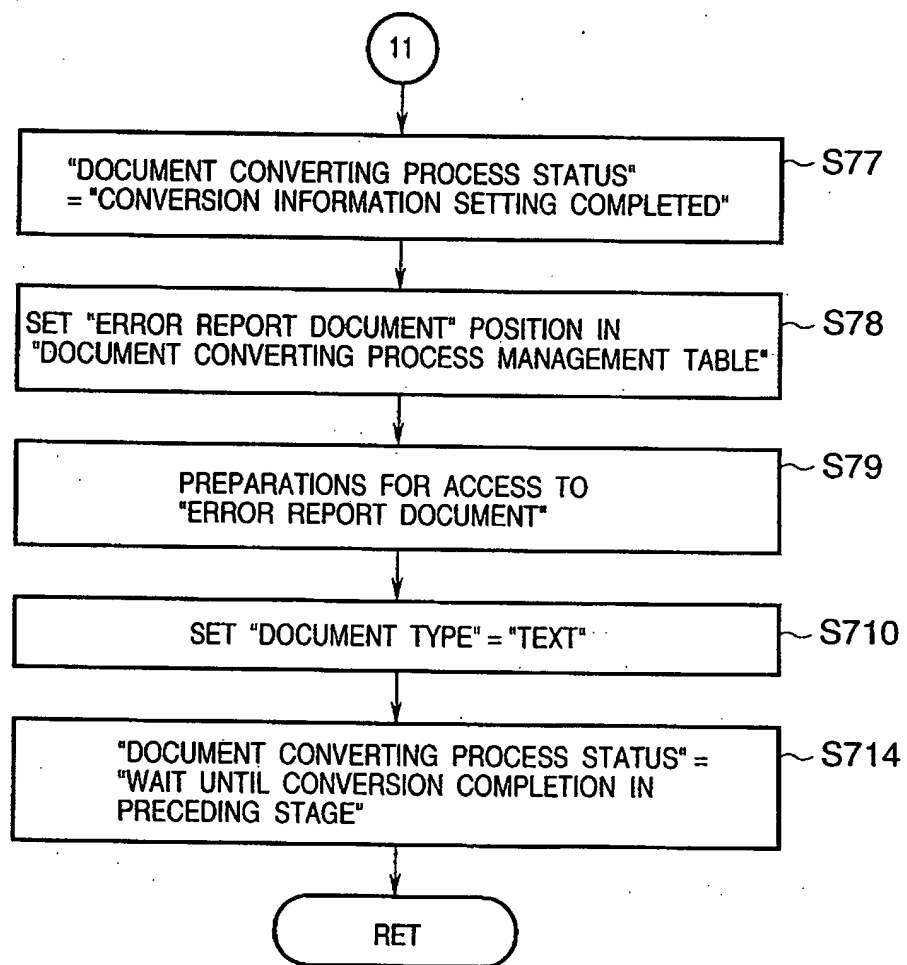 11
"DOCUMENT CONVERTING PROCESS STATUS"
= "CONVERSION INFORMATION SETTING COMPLETED"
S77
SET "ERROR REPORT DOCUMENT" POSITION IN
"DOCUMENT CONVERTING PROCESS MANAGEMENT TABLE"
S78
PREPARATIONS FOR ACCESS TO
"ERROR REPORT DOCUMENT"
S79
SET "DOCUMENT TYPE" = "TEXT"
S710
"DOCUMENT CONVERTING PROCESS STATUS" =
"WAIT UNTIL CONVERSION COMPLETION IN
PRECEDING STAGE"
S714
RET